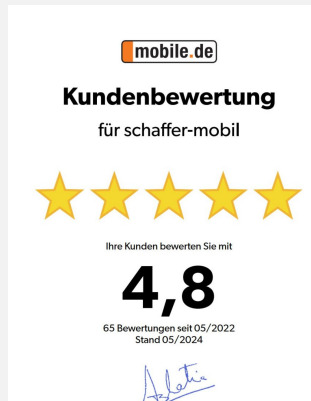 mobile.de
Kundenbewertung
für schaffer-mobil
Ihre Kunden bewerten Sie mit
4,8
65 Bewertungen seit 05/2022
Stand 05/2024